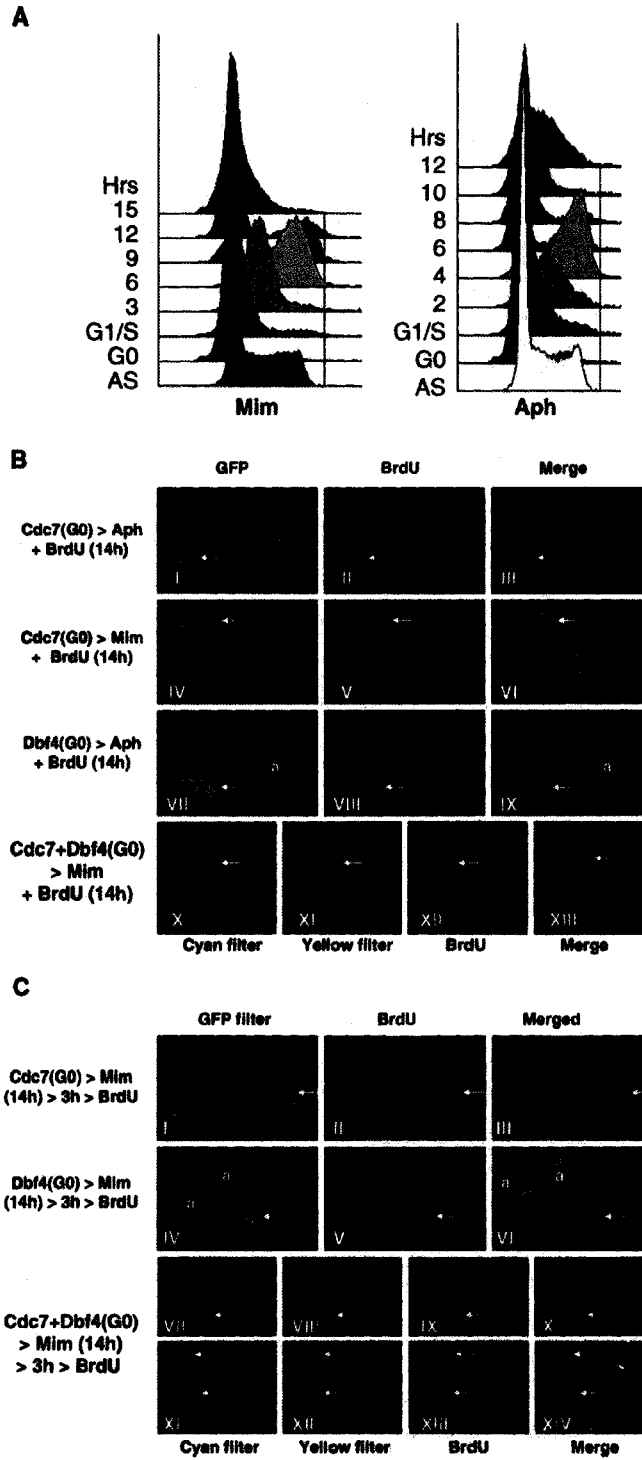 A
Hrs
15
12
9
6
3
G1/S
G0
AS
Mim
Hrs
12
10
8
6
4
2
G1/S
G0
AS
Aph
B
GFP BrdU Merge
Cdc7(G0) > Aph
+ BrdU (14h)
I II III
Cdc7(G0) > Mim
+ BrdU (14h)
IV V VI
Dbf4(G0) > Aph
+ BrdU (14h)
a a
VII VIII IX
Cdc7+Dbf4(G0)
> Mim
+ BrdU (14h)
X XI XII XIII
Cyan filter Yellow filter BrdU Merge
C
GFP filter BrdU Merged
Cdc7(G0) > Mim
(14h) > 3h > BrdU
I II III
Dbf4(G0) > Mim
(14h) > 3h > BrdU
a a a a
IV V VI
Cdc7+Dbf4(G0)
> Mim (14h)
> 3h > BrdU
VII VIII IX X
XI XII XIII XIV
Cyan filter Yellow filter BrdU Merge